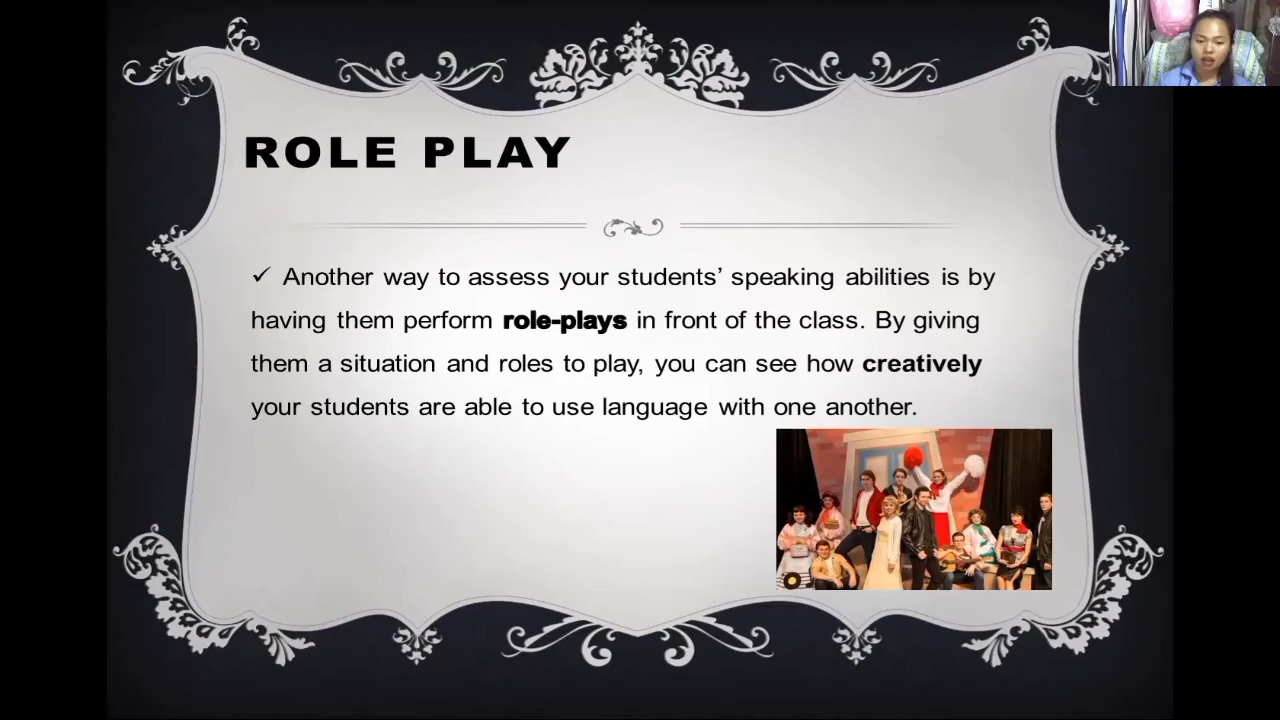 ROLE PLAY
✓ Another way to assess your students’ speaking abilities is by
having them perform role-plays in front of the class. By giving
them a situation and roles to play, you can see how creatively
your students are able to use language with one another.